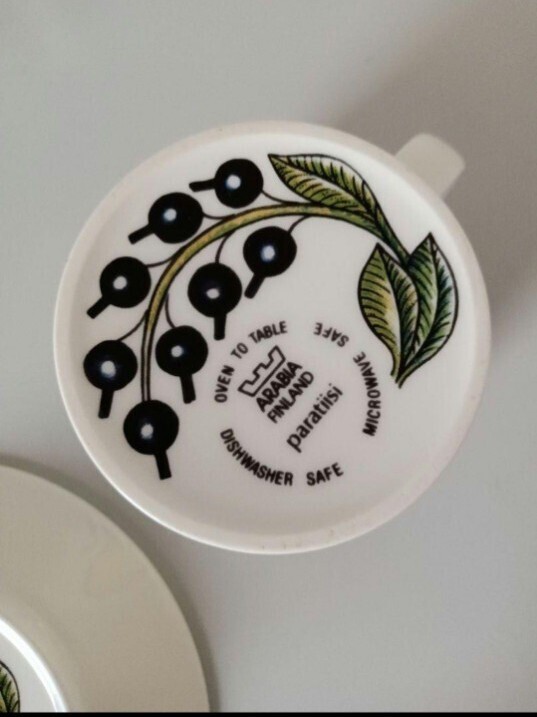 OVEN TO TABLE
MICROWAVE SAFE
DISHWASHER SAFE
ARABIA
FINLAND
paratiisi